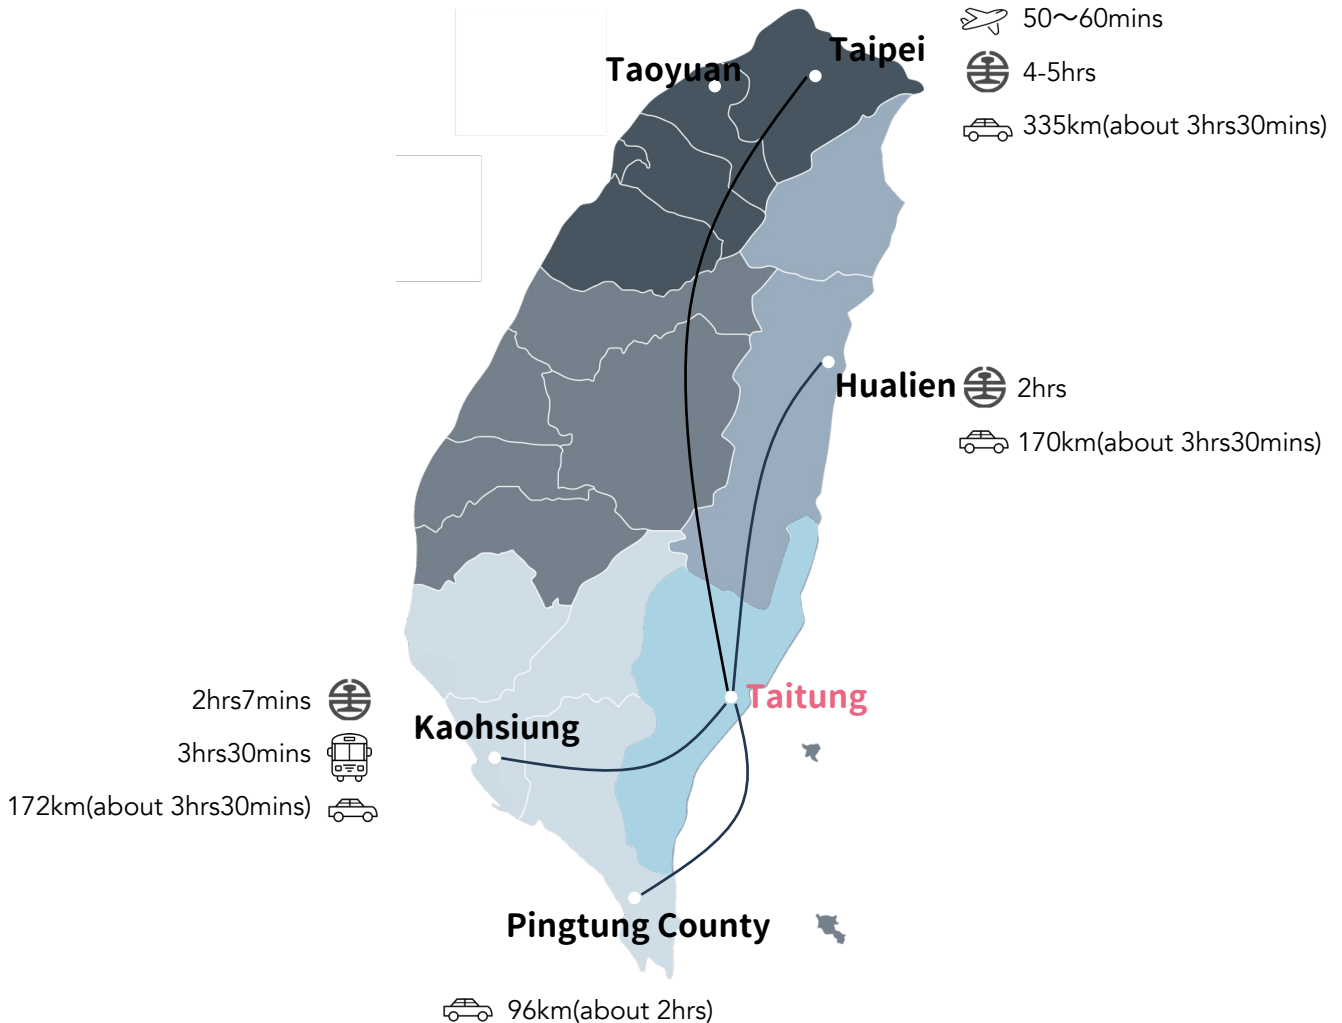 50～60mins
Taipei
Taoyuan
4-5hrs
335km(about 3hrs30mins)
Hualien
2hrs
170km(about 3hrs30mins)
Taitung
2hrs7mins
Kaohsiung
3hrs30mins
172km(about 3hrs30mins)
Pingtung County
96km(about 2hrs)